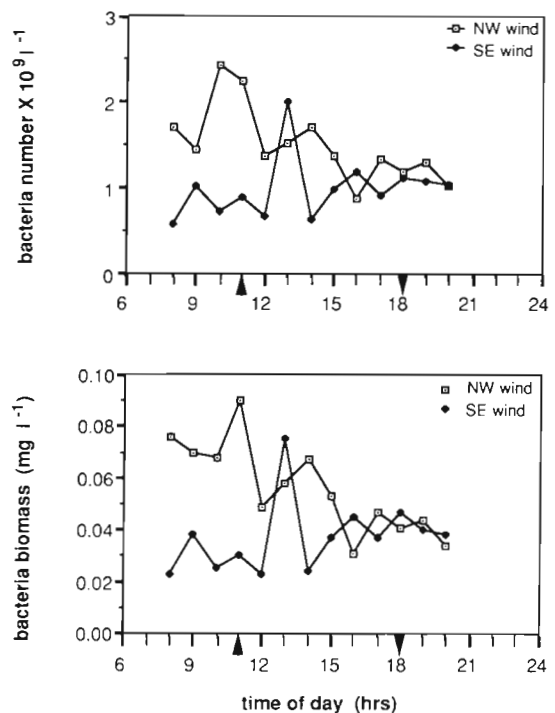 bacteria number X 10⁹ l⁻¹
3
2
1
0
NW wind
SE wind
6 9 12 15 18 21 24
bacteria biomass (mg l⁻¹)
0.10
0.08
0.06
0.04
0.02
0.00
NW wind
SE wind
6 9 12 15 18 21 24
time of day (hrs)